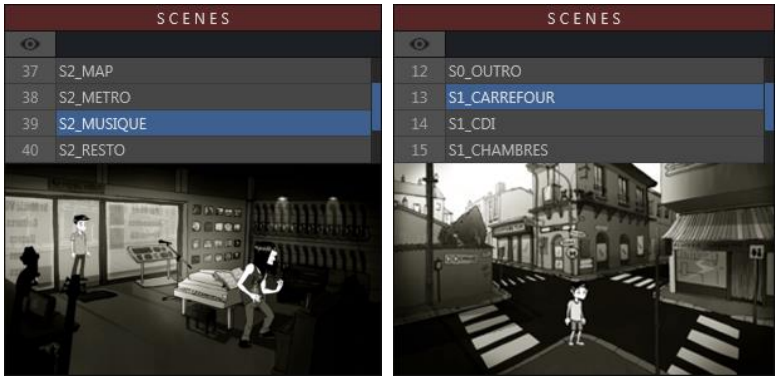 SCENES
37 S2_MAP
38 S2_METRO
39 S2_MUSIQUE
40 S2_RESTO
SCENES
12 S0_OUTRO
13 S1_CARREFOUR
14 S1_CDI
15 S1_CHAMBRES